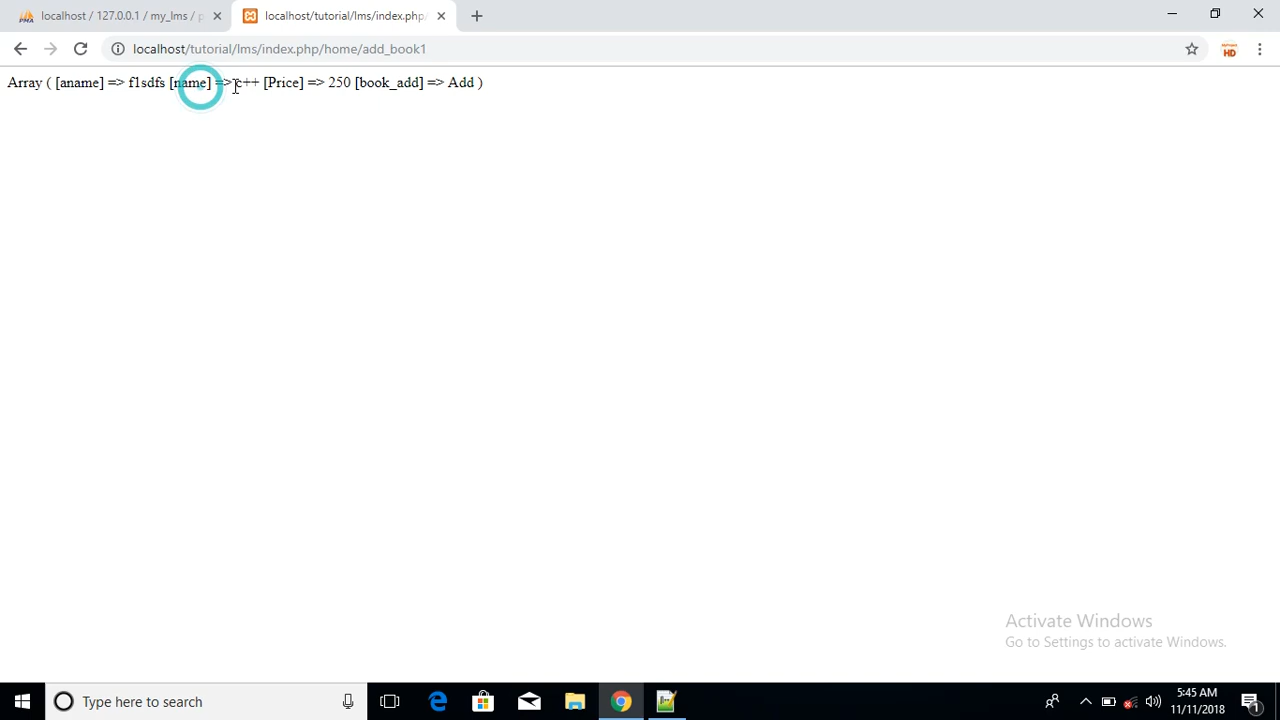 localhost / 127.0.0.1 / my_lms / p
localhost/tutorial/lms/index.php/
localhost/tutorial/lms/index.php/home/add_book1
Array ( [aname] => f1sdfs [name] => c++ [Price] => 250 [book_add] => Add )
Activate Windows
Go to Settings to activate Windows.
Type here to search
5:45 AM
11/11/2018